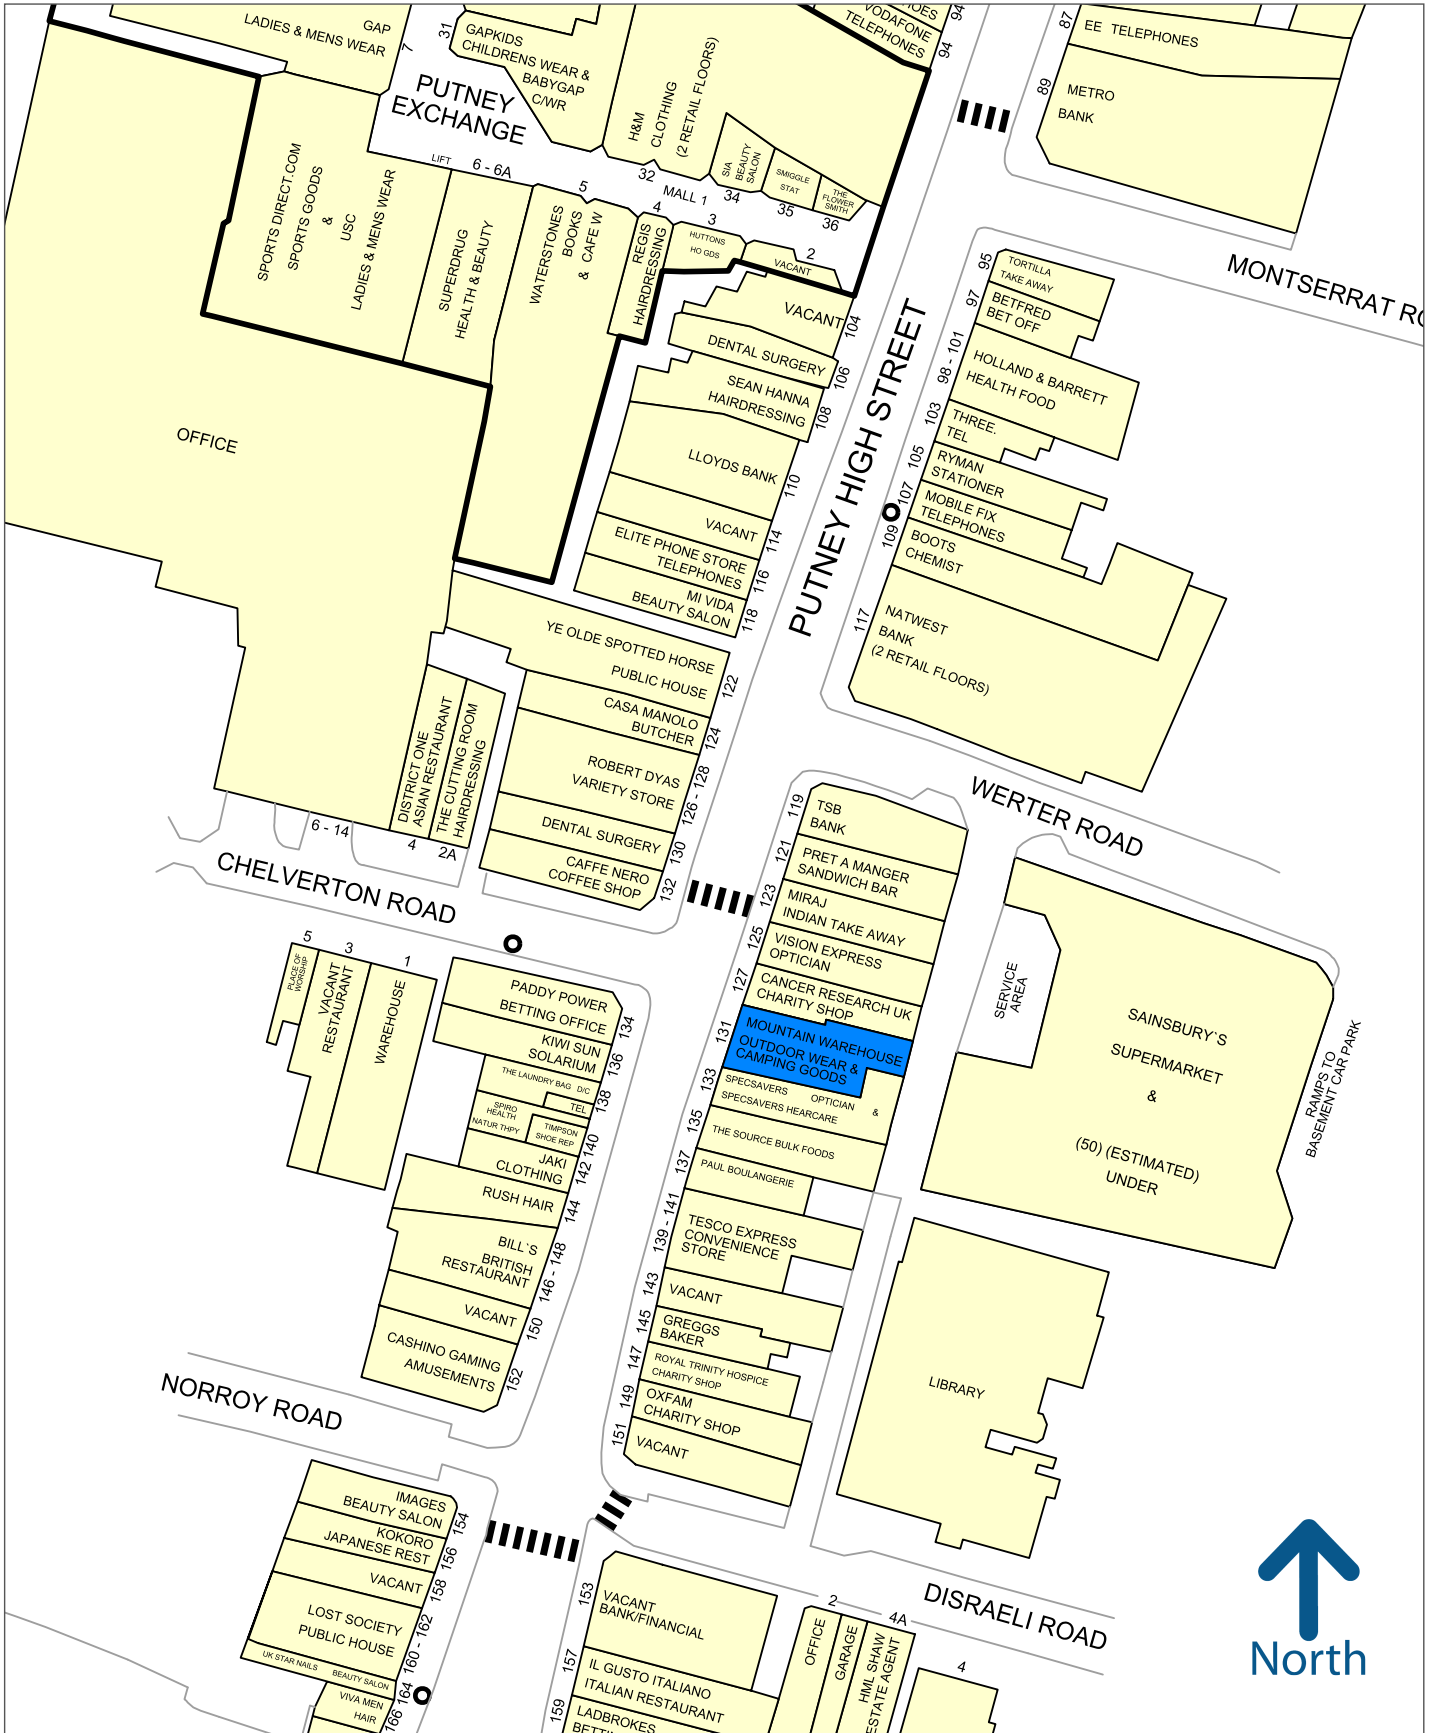 GAP
LADIES & MENS WEAR
7
31
GAPKIDS
CHILDRENS WEAR &
BABYGAP
C/WR
PUTNEY
EXCHANGE
H&M
CLOTHING
(2 RETAIL FLOORS)
VODAFONE
TELEPHONES
94
94
87
EE TELEPHONES
89
METRO
BANK
SIA
BEAUTY
SALON
SMIGGLE
STAT
THE
FLOWER
SMITH
LIFT
6 - 6A
5
32
MALL 1
34
35
36
4
3
2
SPORTS DIRECT.COM
SPORTS GOODS
&
USC
LADIES & MENS WEAR
SUPERDRUG
HEALTH & BEAUTY
WATERSTONES
BOOKS
& CAFE W
REGIS
HAIRDRESSING
HUTTONS
HO GDS
VACANT
OFFICE
VACANT
104
DENTAL SURGERY
106
SEAN HANNA
HAIRDRESSING
108
LLOYDS BANK
110
VACANT
114
ELITE PHONE STORE
TELEPHONES
116
MI VIDA
BEAUTY SALON
118
PUTNEY HIGH STREET
MONTSERRAT
95
TORTILLA
TAKE AWAY
97
BETFRED
BET OFF
98 - 101
HOLLAND & BARRETT
HEALTH FOOD
103
THREE.
TEL
105
RYMAN
STATIONER
107
MOBILE FIX
TELEPHONES
109
BOOTS
CHEMIST
117
NATWEST
BANK
(2 RETAIL FLOORS)
YE OLDE SPOTTED HORSE
PUBLIC HOUSE
122
CASA MANOLO
BUTCHER
124
ROBERT DYAS
VARIETY STORE
126 - 128
DENTAL SURGERY
130
CAFFE NERO
COFFEE SHOP
132
DISTRICT ONE
ASIAN RESTAURANT
THE CUTTING ROOM
HAIRDRESSING
6 - 14
4
2A
CHELVERTON ROAD
WERTER ROAD
119
TSB
BANK
121
PRET A MANGER
SANDWICH BAR
123
MIRAJ
INDIAN TAKE AWAY
125
VISION EXPRESS
OPTICIAN
127
CANCER RESEARCH UK
CHARITY SHOP
131
MOUNTAIN WAREHOUSE
OUTDOOR WEAR &
CAMPING GOODS
133
SPECSAVERS OPTICIAN &
SPECSAVERS HEARCARE
135
THE SOURCE BULK FOODS
137
PAUL BOULANGERIE
139 - 141
TESCO EXPRESS
CONVENIENCE
STORE
143
VACANT
145
GREGGS
BAKER
147
ROYAL TRINITY HOSPICE
CHARITY SHOP
149
OXFAM
CHARITY SHOP
151
VACANT
SERVICE
AREA
SAINSBURY`S
SUPERMARKET
&
(50) (ESTIMATED)
UNDER
RAMPS TO
BASEMENT CAR PARK
LIBRARY
5
3
1
PLACE OF
WORSHIP
VACANT
RESTAURANT
WAREHOUSE
PADDY POWER
BETTING OFFICE
134
KIWI SUN
SOLARIUM
136
THE LAUNDRY BAG D/C
138
TEL
SPIRO
HEALTH
NATUR THPY
TIMPSON
SHOE REP
140
JAKI
CLOTHING
142
RUSH HAIR
144
BILL`S
BRITISH
RESTAURANT
146 - 148
VACANT
150
CASHINO GAMING
AMUSEMENTS
152
NORROY ROAD
IMAGES
BEAUTY SALON
154
KOKORO
JAPANESE REST
156
VACANT
158
LOST SOCIETY
PUBLIC HOUSE
160 - 162
UK STAR NAILS BEAUTY SALON
164
VIVA MEN
HAIR
166
153
VACANT
BANK/FINANCIAL
157
IL GUSTO ITALIANO
ITALIAN RESTAURANT
159
LADBROKES
DISRAELI ROAD
2
4A
OFFICE
GARAGE
HML SHAW
ESTATE AGENT
4
North